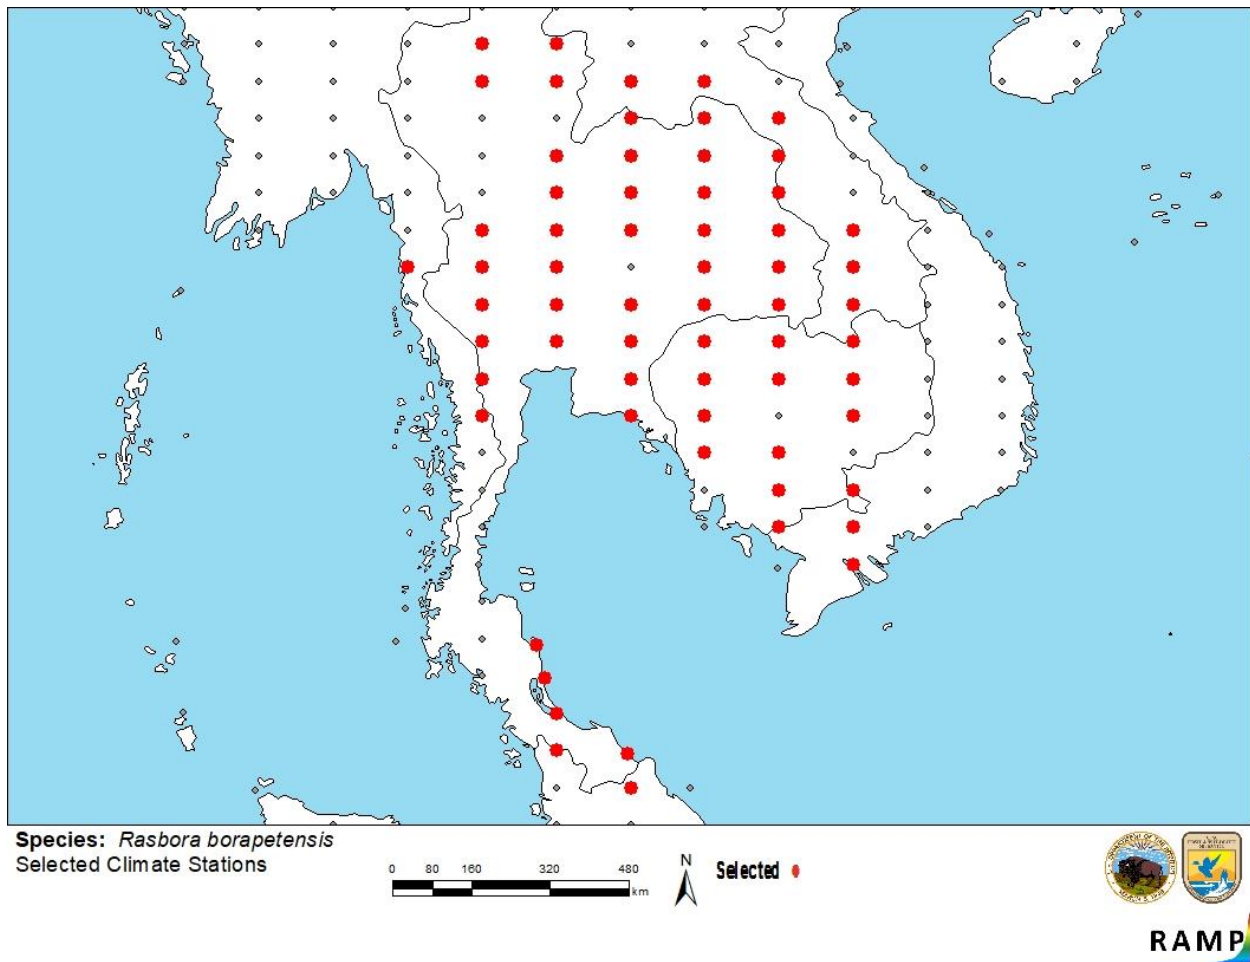 Species: Rasbora borapetensis
Selected Climate Stations
0 80 160 320 480
km
N
Selected
RAMP